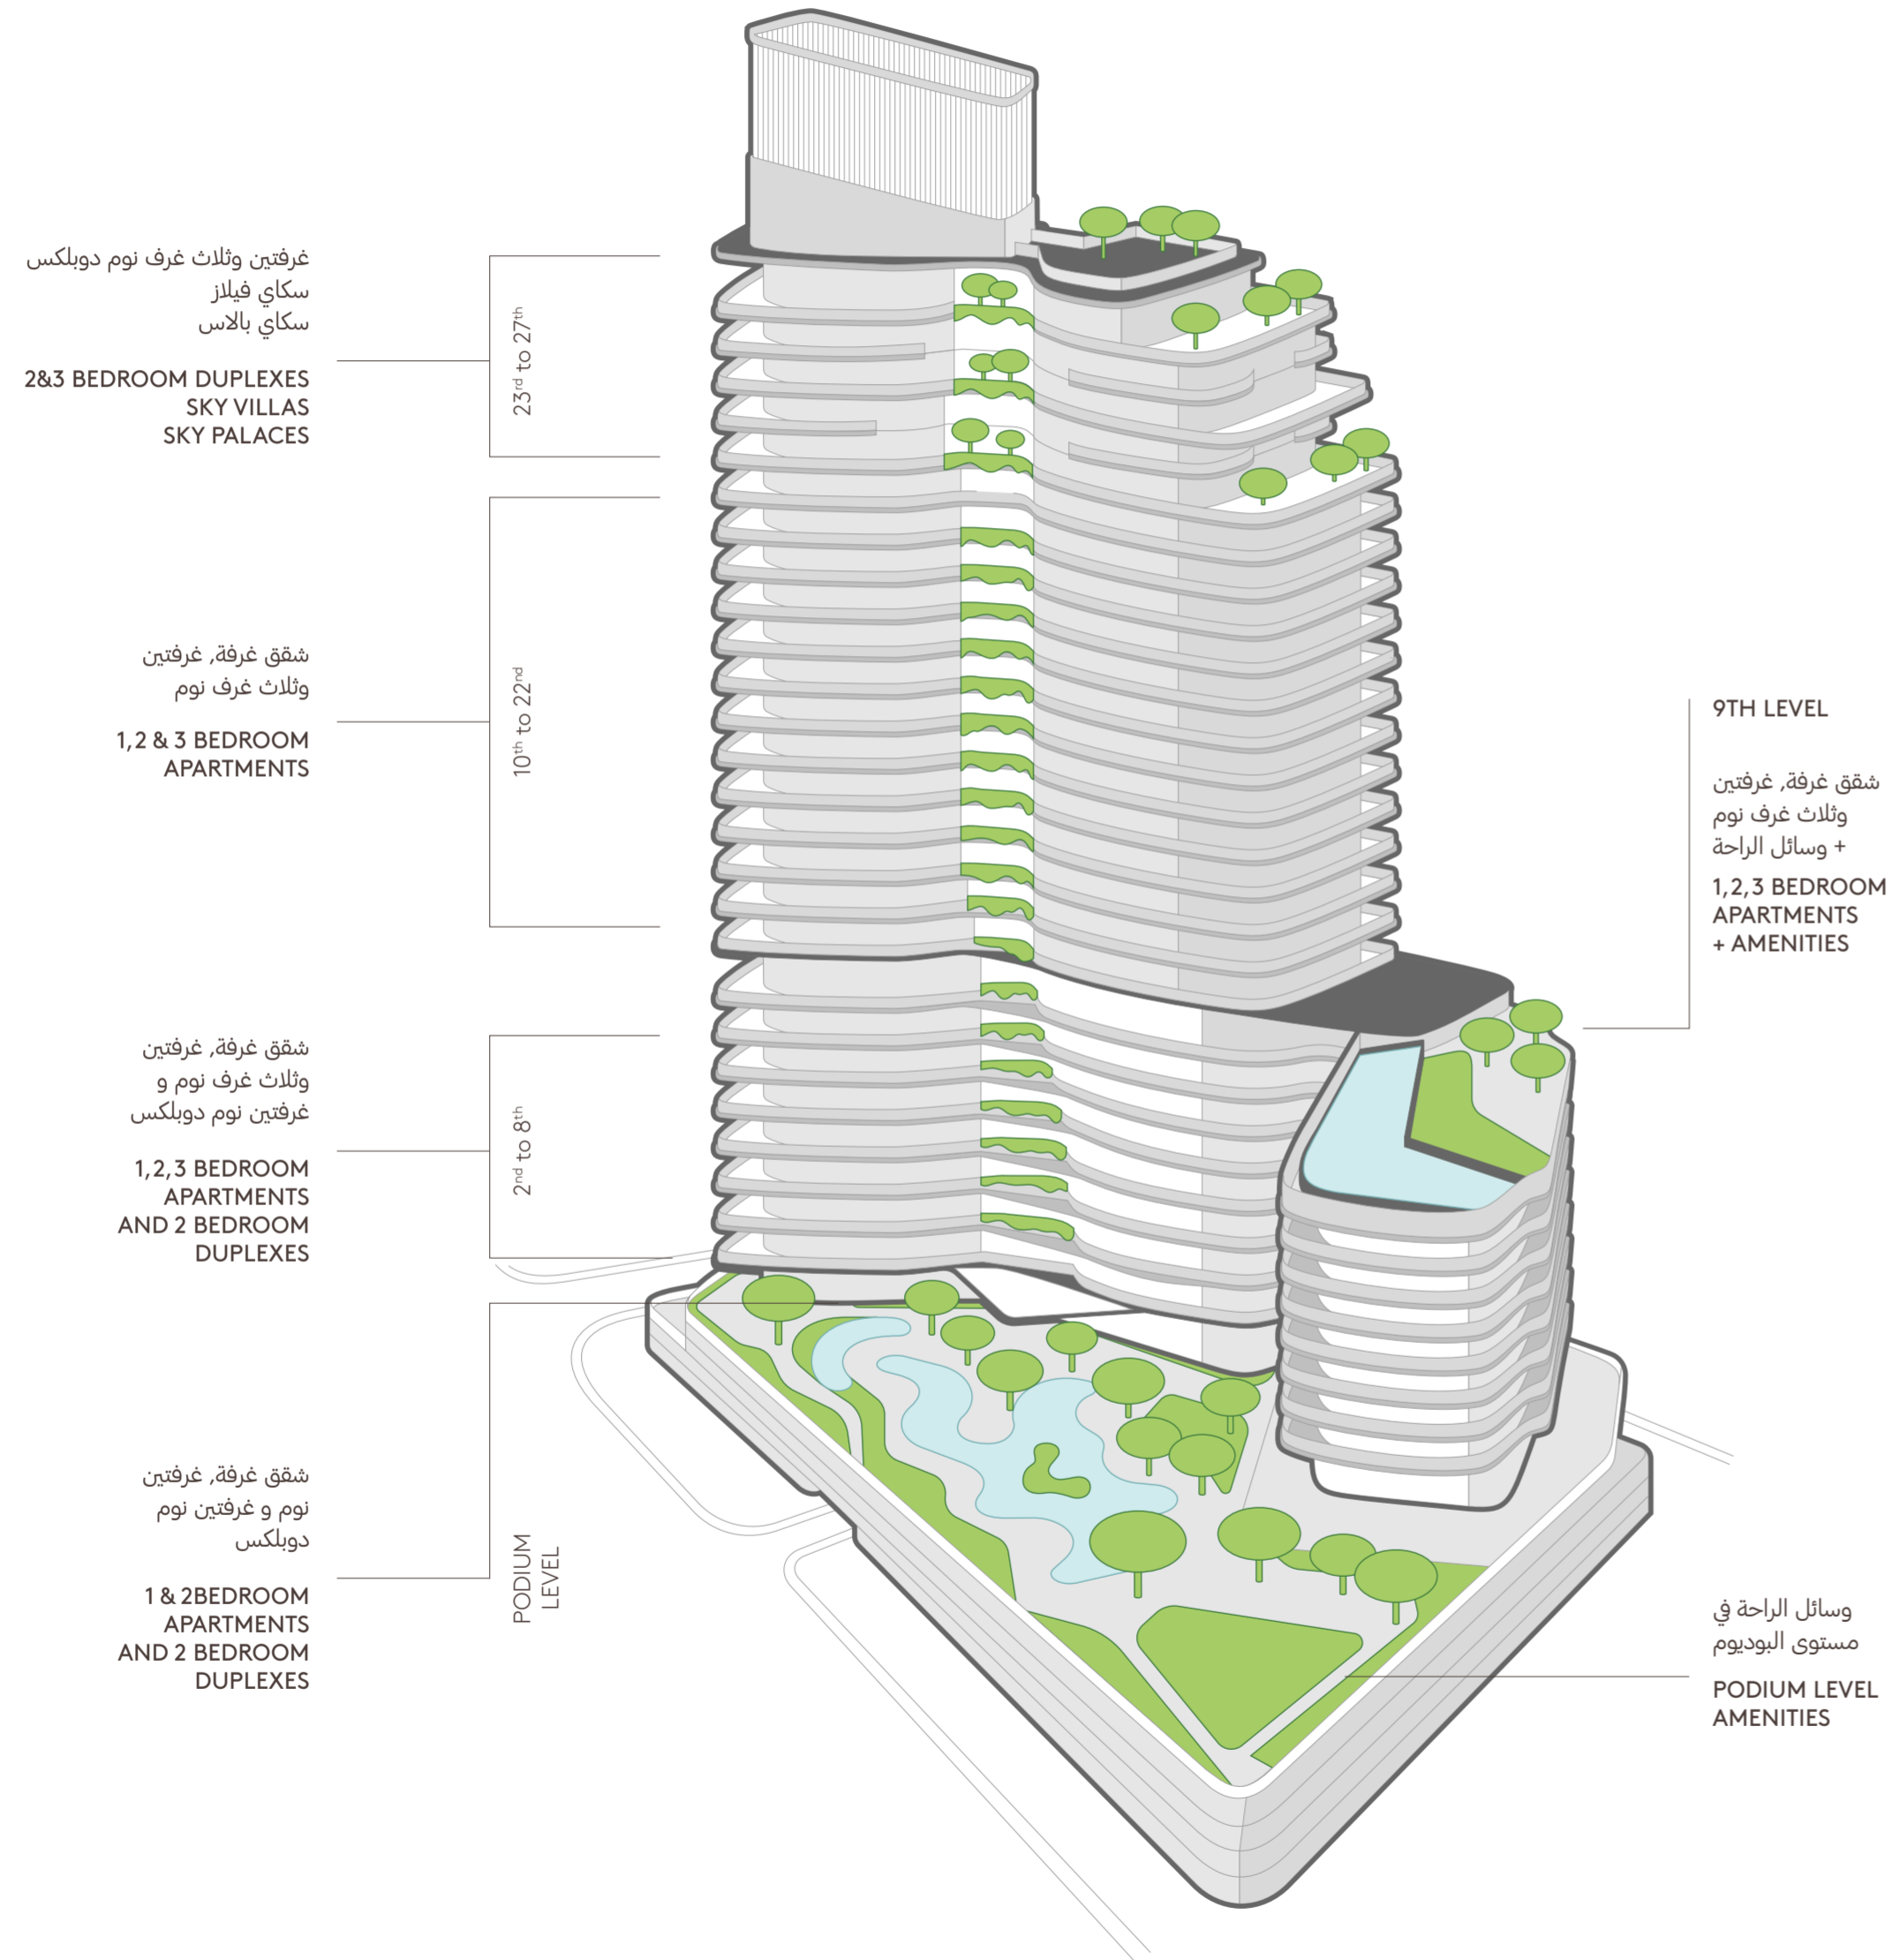 غرفتين وثلاث غرف نوم دوبلكس
سكاي فيلاز
سكاي بالاس
2&3 BEDROOM DUPLEXES
SKY VILLAS
SKY PALACES
23rd to 27th
شقق غرفة, غرفتين
وثلاث غرف نوم
1,2 & 3 BEDROOM
APARTMENTS
10th to 22nd
9TH LEVEL
شقق غرفة, غرفتين
وثلاث غرف نوم
+ وسائل الراحة
1,2,3 BEDROOM
APARTMENTS
+ AMENITIES
شقق غرفة, غرفتين
وثلاث غرف نوم و
غرفتين نوم دوبلكس
1,2,3 BEDROOM
APARTMENTS
AND 2 BEDROOM
DUPLEXES
2nd to 8th
شقق غرفة, غرفتين
نوم و غرفتين نوم
دوبلكس
1 & 2BEDROOM
APARTMENTS
AND 2 BEDROOM
DUPLEXES
PODIUM
LEVEL
وسائل الراحة في
مستوى البوديوم
PODIUM LEVEL
AMENITIES